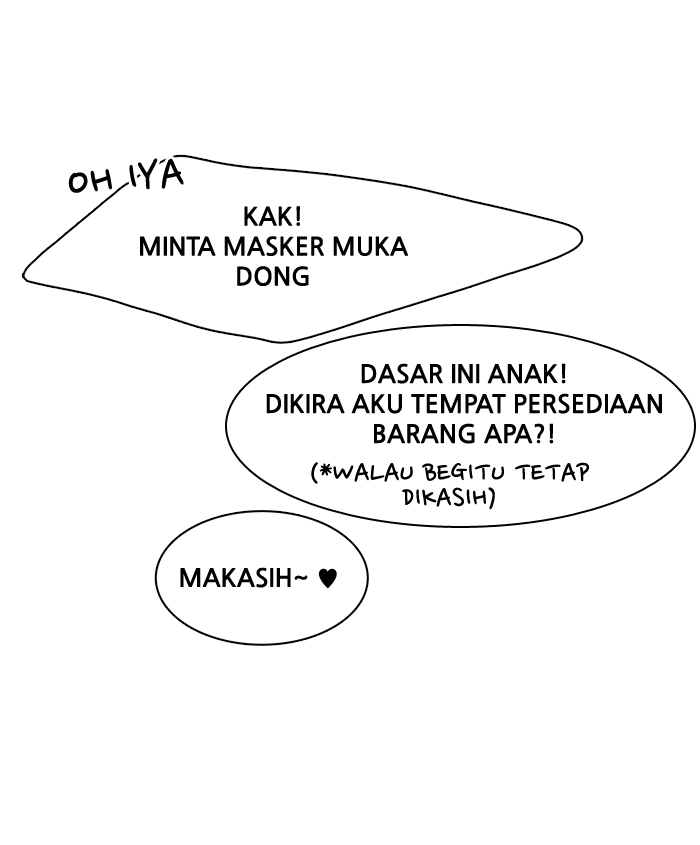 OH IYA
KAK!
MINTA MASKER MUKA
DONG
DASAR INI ANAK!
DIKIRA AKU TEMPAT PERSEDIAAN
BARANG APA?!
(*WALAU BEGITU TETAP
DIKASIH)
MAKASIH~ ♥